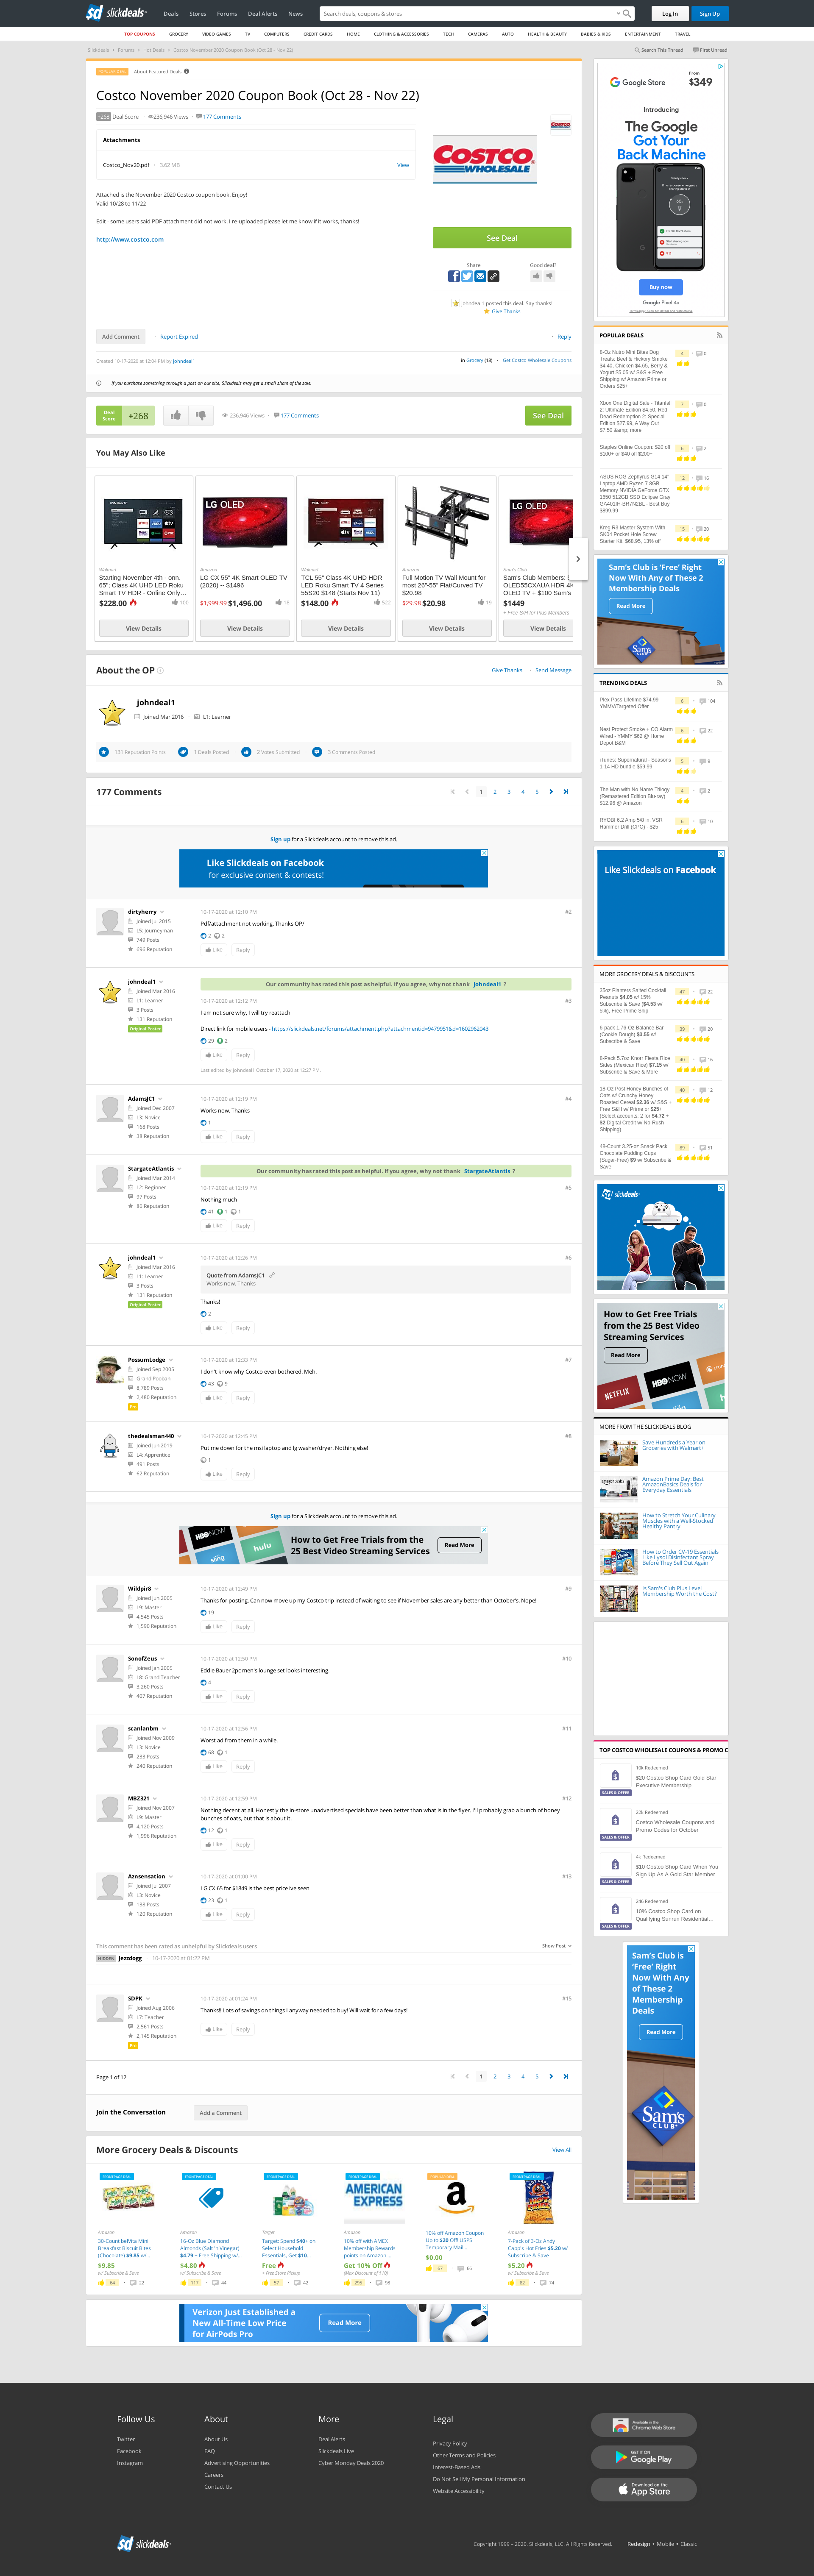 slickdeals
Deals Stores Forums Deal Alerts News
Search deals, coupons & stores
Log In Sign Up
TOP COUPONS GROCERY VIDEO GAMES TV COMPUTERS CREDIT CARDS HOME CLOTHING & ACCESSORIES TECH CAMERAS AUTO HEALTH & BEAUTY BABIES & KIDS ENTERTAINMENT TRAVEL
Slickdeals Forums Hot Deals Costco November 2020 Coupon Book (Oct 28 - Nov 22)
Search This Thread First Unread
POPULAR DEAL About Featured Deals
Costco November 2020 Coupon Book (Oct 28 - Nov 22)
+268 Deal Score 236,946 Views 177 Comments
Attachments
Costco_Nov20.pdf 3.62 MB View
COSTCO WHOLESALE
Attached is the November 2020 Costco coupon book. Enjoy!
Valid 10/28 to 11/22
Edit - some users said PDF attachment did not work. I re-uploaded please let me know if it works, thanks!
http://www.costco.com
See Deal
Share Good deal?
johndeal1 posted this deal. Say thanks!
Give Thanks
Add Comment Report Expired Reply
Created 10-17-2020 at 12:04 PM by johndeal1
in Grocery (18) Get Costco Wholesale Coupons
If you purchase something through a post on our site, Slickdeals may get a small share of the sale.
Deal Score +268 236,946 Views 177 Comments See Deal
You May Also Like
Walmart
Starting November 4th - onn. 65": Class 4K UHD LED Roku Smart TV HDR - Online Only...
$228.00 100
View Details
LG OLED
Amazon
LG CX 55" 4K Smart OLED TV (2020) -- $1496
$1,999.99 $1,496.00 18
View Details
Walmart
TCL 55" Class 4K UHD HDR LED Roku Smart TV 4 Series 55S20 $148 (Starts Nov 11)
$148.00 522
View Details
Amazon
Full Motion TV Wall Mount for most 26"-55" Flat/Curved TV $20.98
$29.98 $20.98 19
View Details
LG OLED
Sam's Club
Sam's Club Members:
OLED55CXAUA HDR 4K
OLED TV + $100 Sam's
$1449
+ Free S/H for Plus Members
View Details
About the OP
Give Thanks Send Message
johndeal1
Joined Mar 2016 L1: Learner
131 Reputation Points 1 Deals Posted 2 Votes Submitted 3 Comments Posted
177 Comments
1 2 3 4 5
Sign up for a Slickdeals account to remove this ad.
Like Slickdeals on Facebook
for exclusive content & contests!
dirtyherry
Joined Jul 2015
L5: Journeyman
749 Posts
696 Reputation
10-17-2020 at 12:10 PM #2
Pdf/attachment not working. Thanks OP/
2 2
Like Reply
johndeal1
Joined Mar 2016
L1: Learner
3 Posts
131 Reputation
Original Poster
Our community has rated this post as helpful. If you agree, why not thank johndeal1 ?
10-17-2020 at 12:12 PM #3
I am not sure why, I will try reattach
Direct link for mobile users - https://slickdeals.net/forums/attachment.php?attachmentid=9479951&d=1602962043
29 2
Like Reply
Last edited by johndeal1 October 17, 2020 at 12:27 PM.
AdamsJC1
Joined Dec 2007
L3: Novice
168 Posts
38 Reputation
10-17-2020 at 12:19 PM #4
Works now. Thanks
1
Like Reply
StargateAtlantis
Joined Mar 2014
L2: Beginner
97 Posts
86 Reputation
Our community has rated this post as helpful. If you agree, why not thank StargateAtlantis ?
10-17-2020 at 12:19 PM #5
Nothing much
41 1 1
Like Reply
johndeal1
Joined Mar 2016
L1: Learner
3 Posts
131 Reputation
Original Poster
10-17-2020 at 12:26 PM #6
Quote from AdamsJC1
Works now. Thanks
Thanks!
2
Like Reply
PossumLodge
Joined Sep 2005
Grand Poobah
8,789 Posts
2,480 Reputation
Pro
10-17-2020 at 12:33 PM #7
I don't know why Costco even bothered. Meh.
43 9
Like Reply
thedealsman440
Joined Jun 2019
L4: Apprentice
491 Posts
62 Reputation
10-17-2020 at 12:45 PM #8
Put me down for the msi laptop and lg washer/dryer. Nothing else!
1
Like Reply
Sign up for a Slickdeals account to remove this ad.
HBO NOW sling hulu
How to Get Free Trials from the 25 Best Video Streaming Services
Read More
Wildpir8
Joined Jun 2005
L9: Master
4,545 Posts
1,590 Reputation
10-17-2020 at 12:49 PM #9
Thanks for posting. Can now move up my Costco trip instead of waiting to see if November sales are any better than October's. Nope!
19
Like Reply
SonofZeus
Joined Jan 2005
L8: Grand Teacher
3,260 Posts
407 Reputation
10-17-2020 at 12:50 PM #10
Eddie Bauer 2pc men's lounge set looks interesting.
4
Like Reply
scanlanbm
Joined Nov 2009
L3: Novice
233 Posts
240 Reputation
10-17-2020 at 12:56 PM #11
Worst ad from them in a while.
68 1
Like Reply
MBZ321
Joined Nov 2007
L9: Master
4,120 Posts
1,996 Reputation
10-17-2020 at 12:59 PM #12
Nothing decent at all. Honestly the in-store unadvertised specials have been better than what is in the flyer. I'll probably grab a bunch of honey bunches of oats, but that is about it.
12 1
Like Reply
Aznsensation
Joined Jul 2007
L3: Novice
138 Posts
120 Reputation
10-17-2020 at 01:00 PM #13
LG CX 65 for $1849 is the best price ive seen
23 1
Like Reply
This comment has been rated as unhelpful by Slickdeals users Show Post
jezzdogg 10-17-2020 at 01:22 PM
SDPK
Joined Aug 2006
L7: Teacher
2,561 Posts
2,145 Reputation
Pro
10-17-2020 at 01:24 PM #15
Thanks!! Lots of savings on things I anyway needed to buy! Will wait for a few days!
Like Reply
Page 1 of 12 1 2 3 4 5
Join the Conversation Add a Comment
More Grocery Deals & Discounts View All
FRONTPAGE DEAL
Amazon
30-Count belVita Mini Breakfast Biscuit Bites (Chocolate) $9.85 w/...
$9.85
w/ Subscribe & Save
64 22
FRONTPAGE DEAL
Amazon
16-Oz Blue Diamond Almonds (Salt 'n Vinegar) $4.79 + Free Shipping w/...
$4.80
w/ Subscribe & Save
117 44
FRONTPAGE DEAL
Target
Target: Spend $40+ on Select Household Essentials, Get $10...
Free
+ Free Store Pickup
57 42
FRONTPAGE DEAL
AMERICAN EXPRESS
Amazon
10% off with AMEX Membership Rewards points on Amazon...
Get 10% Off
(Max Discount of $10)
295 98
POPULAR DEAL
10% off Amazon Coupon Up to $20 Off: USPS Temporary Mail...
$0.00
67 66
FRONTPAGE DEAL
Amazon
7-Pack of 3-Oz Andy Capp's Hot Fries $5.20 w/ Subscribe & Save
$5.20
w/ Subscribe & Save
82 74
Verizon Just Established a New All-Time Low Price for AirPods Pro
Read More
Google Store From $349
Introducing
The Google Got Your Back Machine
Buy now
Google Pixel 4a
POPULAR DEALS
8-Oz Nutro Mini Bites Dog Treats: Beef & Hickory Smoke $4.40, Chicken $4.65, Berry & Yogurt $5.05 w/ S&S + Free Shipping w/ Amazon Prime or Orders $25+
4 0
Xbox One Digital Sale - Titanfall 2: Ultimate Edition $4.50, Red Dead Redemption 2: Special Edition $27.99, A Way Out $7.50 &amp; more
7 0
Staples Online Coupon: $20 off $100+ or $40 off $200+
6 2
ASUS ROG Zephyrus G14 14" Laptop AMD Ryzen 7 8GB Memory NVIDIA GeForce GTX 1650 512GB SSD Eclipse Gray GA401IH-BR7N2BL - Best Buy $899.99
12 16
Kreg R3 Master System With SK04 Pocket Hole Screw Starter Kit, $68.95, 13% off
15 20
Sam's Club is 'Free' Right Now With Any of These 2 Membership Deals
Read More
TRENDING DEALS
Plex Pass Lifetime $74.99 YMMV/Targeted Offer
6 104
Nest Protect Smoke + CO Alarm Wired - YMMV $62 @ Home Depot B&M
6 22
iTunes: Supernatural - Seasons 1-14 HD bundle $59.99
5 9
The Man with No Name Trilogy (Remastered Edition Blu-ray) $12.96 @ Amazon
4 2
RYOBI 6.2 Amp 5/8 in. VSR Hammer Drill (CPO) - $25
6 10
Like Slickdeals on Facebook
MORE GROCERY DEALS & DISCOUNTS
35oz Planters Salted Cocktail Peanuts $4.05 w/ 15% Subscribe & Save ($4.53 w/ 5%), Free Prime Ship
47 22
6-pack 1.76-Oz Balance Bar (Cookie Dough) $3.55 w/ Subscribe & Save
39 20
8-Pack 5.7oz Knorr Fiesta Rice Sides (Mexican Rice) $7.15 w/ Subscribe & Save & More
40 16
19-Oz Post Honey Bunches of Oats w/ Crunchy Honey Roasted Cereal $2.36 w/ S&S + Free S&H w/ Prime or $25+ (Select accounts: 2 for $4.72 + $2 Digital Credit w/ No-Rush Shipping)
40 12
48-Count 3.25-oz Snack Pack Chocolate Pudding Cups (Sugar-Free) $9 w/ Subscribe & Save
85 51
slickdeals
How to Get Free Trials from the 25 Best Video Streaming Services
Read More
NETFLIX HBO NOW hulu sling
MORE FROM THE SLICKDEALS BLOG
Save Hundreds a Year on Groceries with Walmart+
Amazon Prime Day: Best AmazonBasics Deals for Everyday Essentials
How to Stretch Your Culinary Muscles with a Well-Stocked Healthy Pantry
How to Order CV-19 Essentials Like Lysol Disinfectant Spray Before They Sell Out Again
Is Sam's Club Plus Level Membership Worth the Cost?
TOP COSTCO WHOLESALE COUPONS & PROMO C
10k Redeemed
$20 Costco Shop Card Gold Star Executive Membership
SALES & OFFER
22k Redeemed
Costco Wholesale Coupons and Promo Codes for October
SALES & OFFER
4k Redeemed
$10 Costco Shop Card When You Sign Up As A Gold Star Member
SALES & OFFER
246 Redeemed
10% Costco Shop Card on Qualifying Sunrun Residential...
SALES & OFFER
Sam's Club is 'Free' Right Now With Any of These 2 Membership Deals
Read More
Sam's CLUB
Follow Us
Twitter
Facebook
Instagram
About
About Us
FAQ
Advertising Opportunities
Careers
Contact Us
More
Deal Alerts
Slickdeals Live
Cyber Monday Deals 2020
Legal
Privacy Policy
Other Terms and Policies
Interest-Based Ads
Do Not Sell My Personal Information
Website Accessibility
Available in the Chrome Web Store
GET IT ON Google Play
Download on the App Store
slickdeals
Copyright 1999 - 2020. Slickdeals, LLC. All Rights Reserved. Redesign • Mobile • Classic